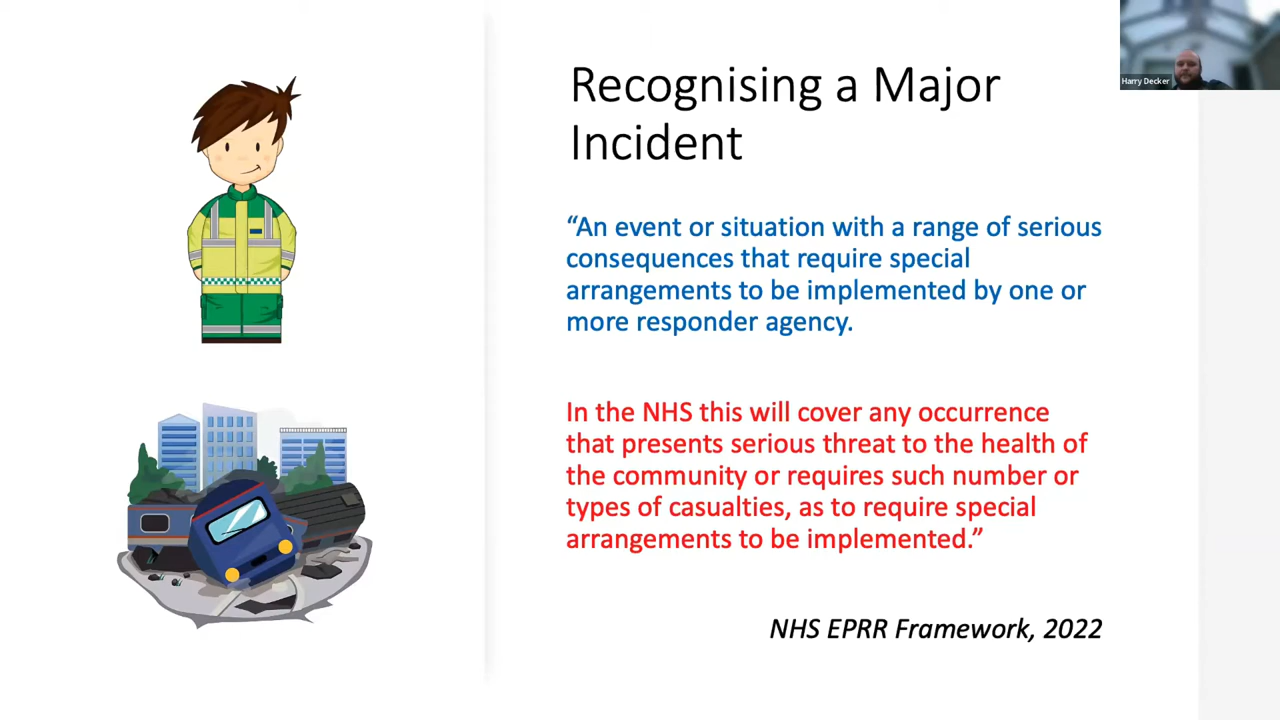 Harry Decker
Recognising a Major
Incident
“An event or situation with a range of serious
consequences that require special
arrangements to be implemented by one or
more responder agency.
In the NHS this will cover any occurrence
that presents serious threat to the health of
the community or requires such number or
types of casualties, as to require special
arrangements to be implemented.”
NHS EPRR Framework, 2022